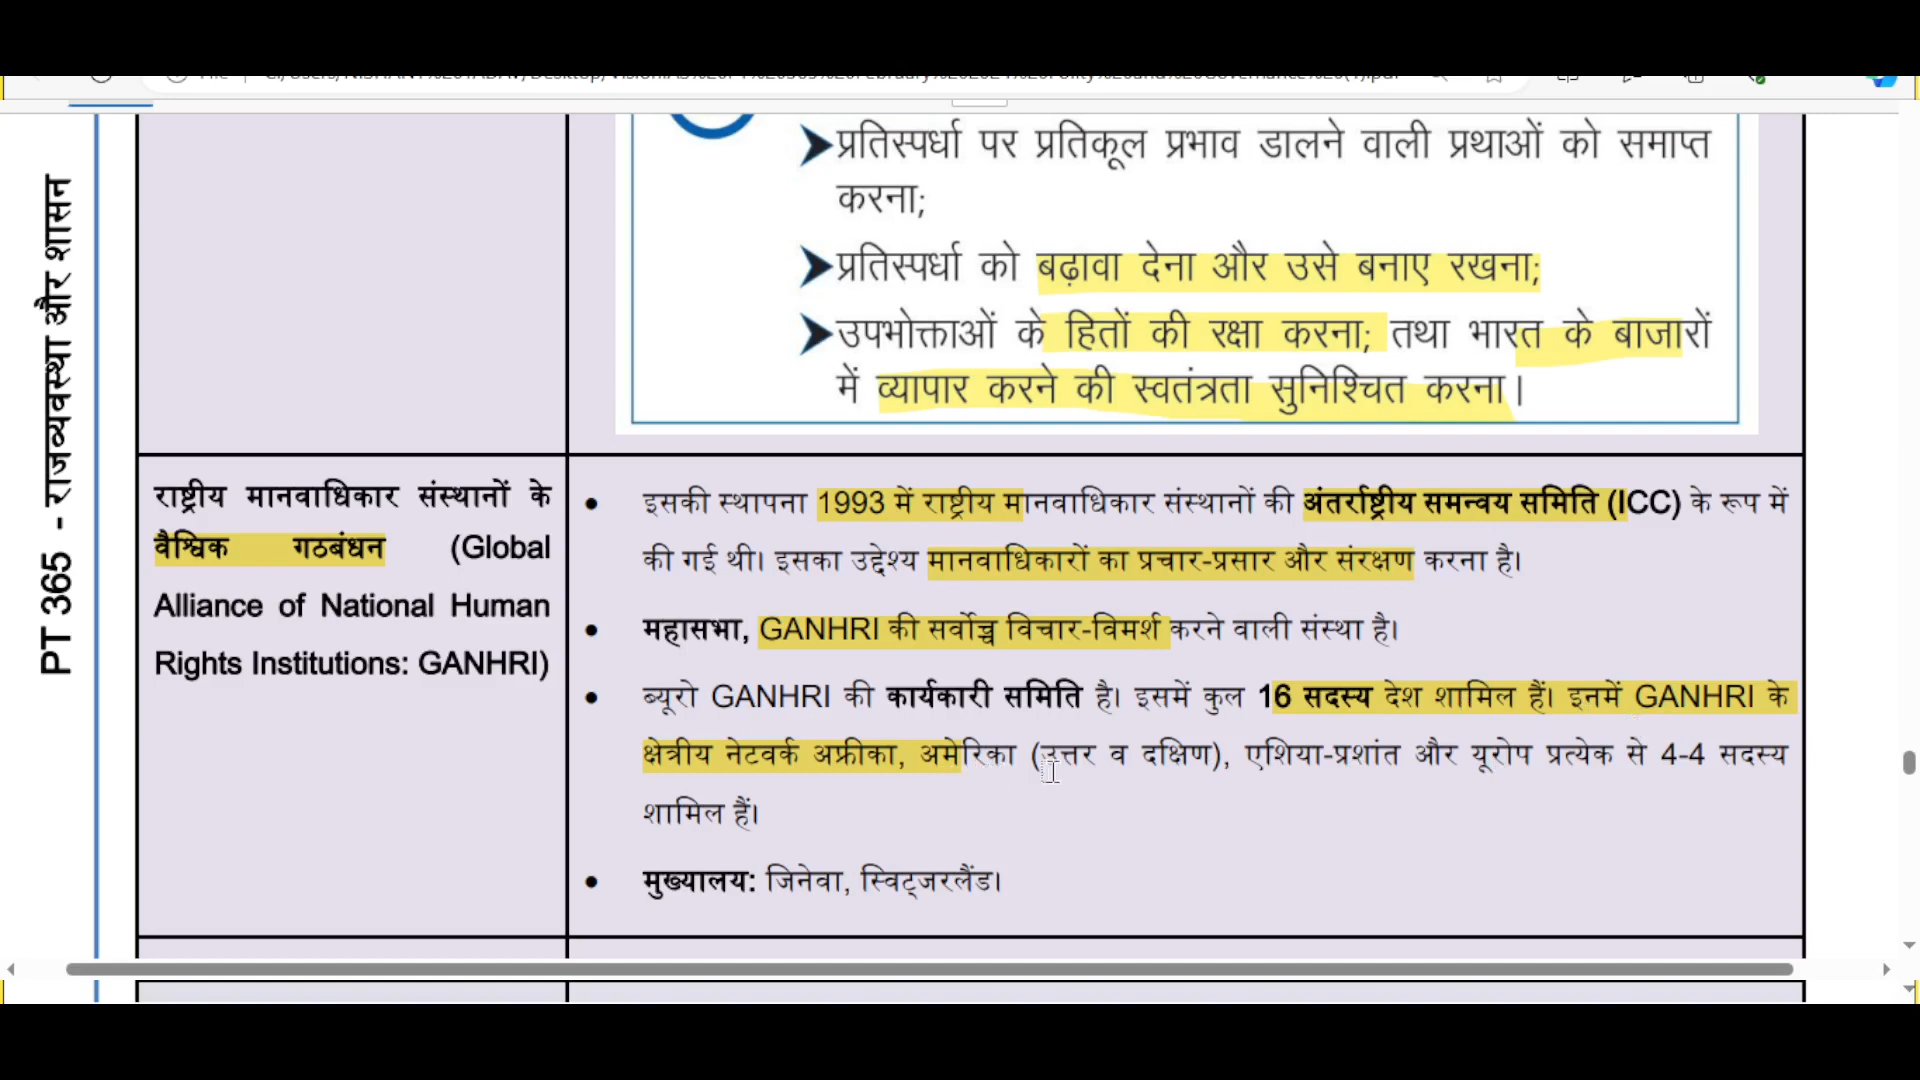 ➤प्रतिस्पर्धा पर प्रतिकूल प्रभाव डालने वाली प्रथाओं को समाप्त
करना;
➤प्रतिस्पर्धा को बढ़ावा देना और उसे बनाए रखना;
➤उपभोक्ताओं के हितों की रक्षा करना; तथा भारत के बाजारों
में व्यापार करने की स्वतंत्रता सुनिश्चित करना।
PT 365 - राजव्यवस्था और शासन
राष्ट्रीय मानवाधिकार संस्थानों के
वैश्विक गठबंधन (Global
Alliance of National Human
Rights Institutions: GANHRI)
• इसकी स्थापना 1993 में राष्ट्रीय मानवाधिकार संस्थानों की अंतर्राष्ट्रीय समन्वय समिति (ICC) के रूप में
की गई थी। इसका उद्देश्य मानवाधिकारों का प्रचार-प्रसार और संरक्षण करना है।
• महासभा, GANHRI की सर्वोच्च विचार-विमर्श करने वाली संस्था है।
• ब्यूरो GANHRI की कार्यकारी समिति है। इसमें कुल 16 सदस्य देश शामिल हैं। इनमें GANHRI के
क्षेत्रीय नेटवर्क अफ्रीका, अमेरिका (उत्तर व दक्षिण), एशिया-प्रशांत और यूरोप प्रत्येक से 4-4 सदस्य
शामिल हैं।
• मुख्यालय: जिनेवा, स्विट्जरलैंड।